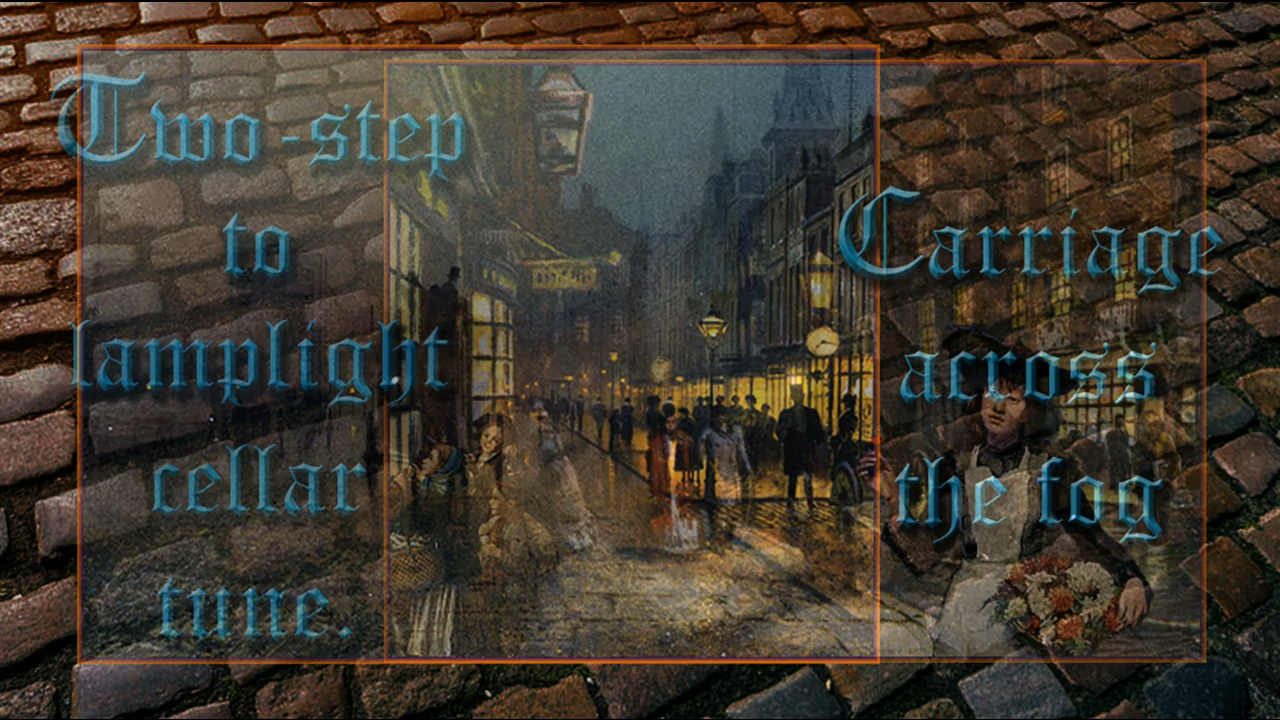 Two-step
to
lamplight
cellar
tune.
Carriage
across
the fog